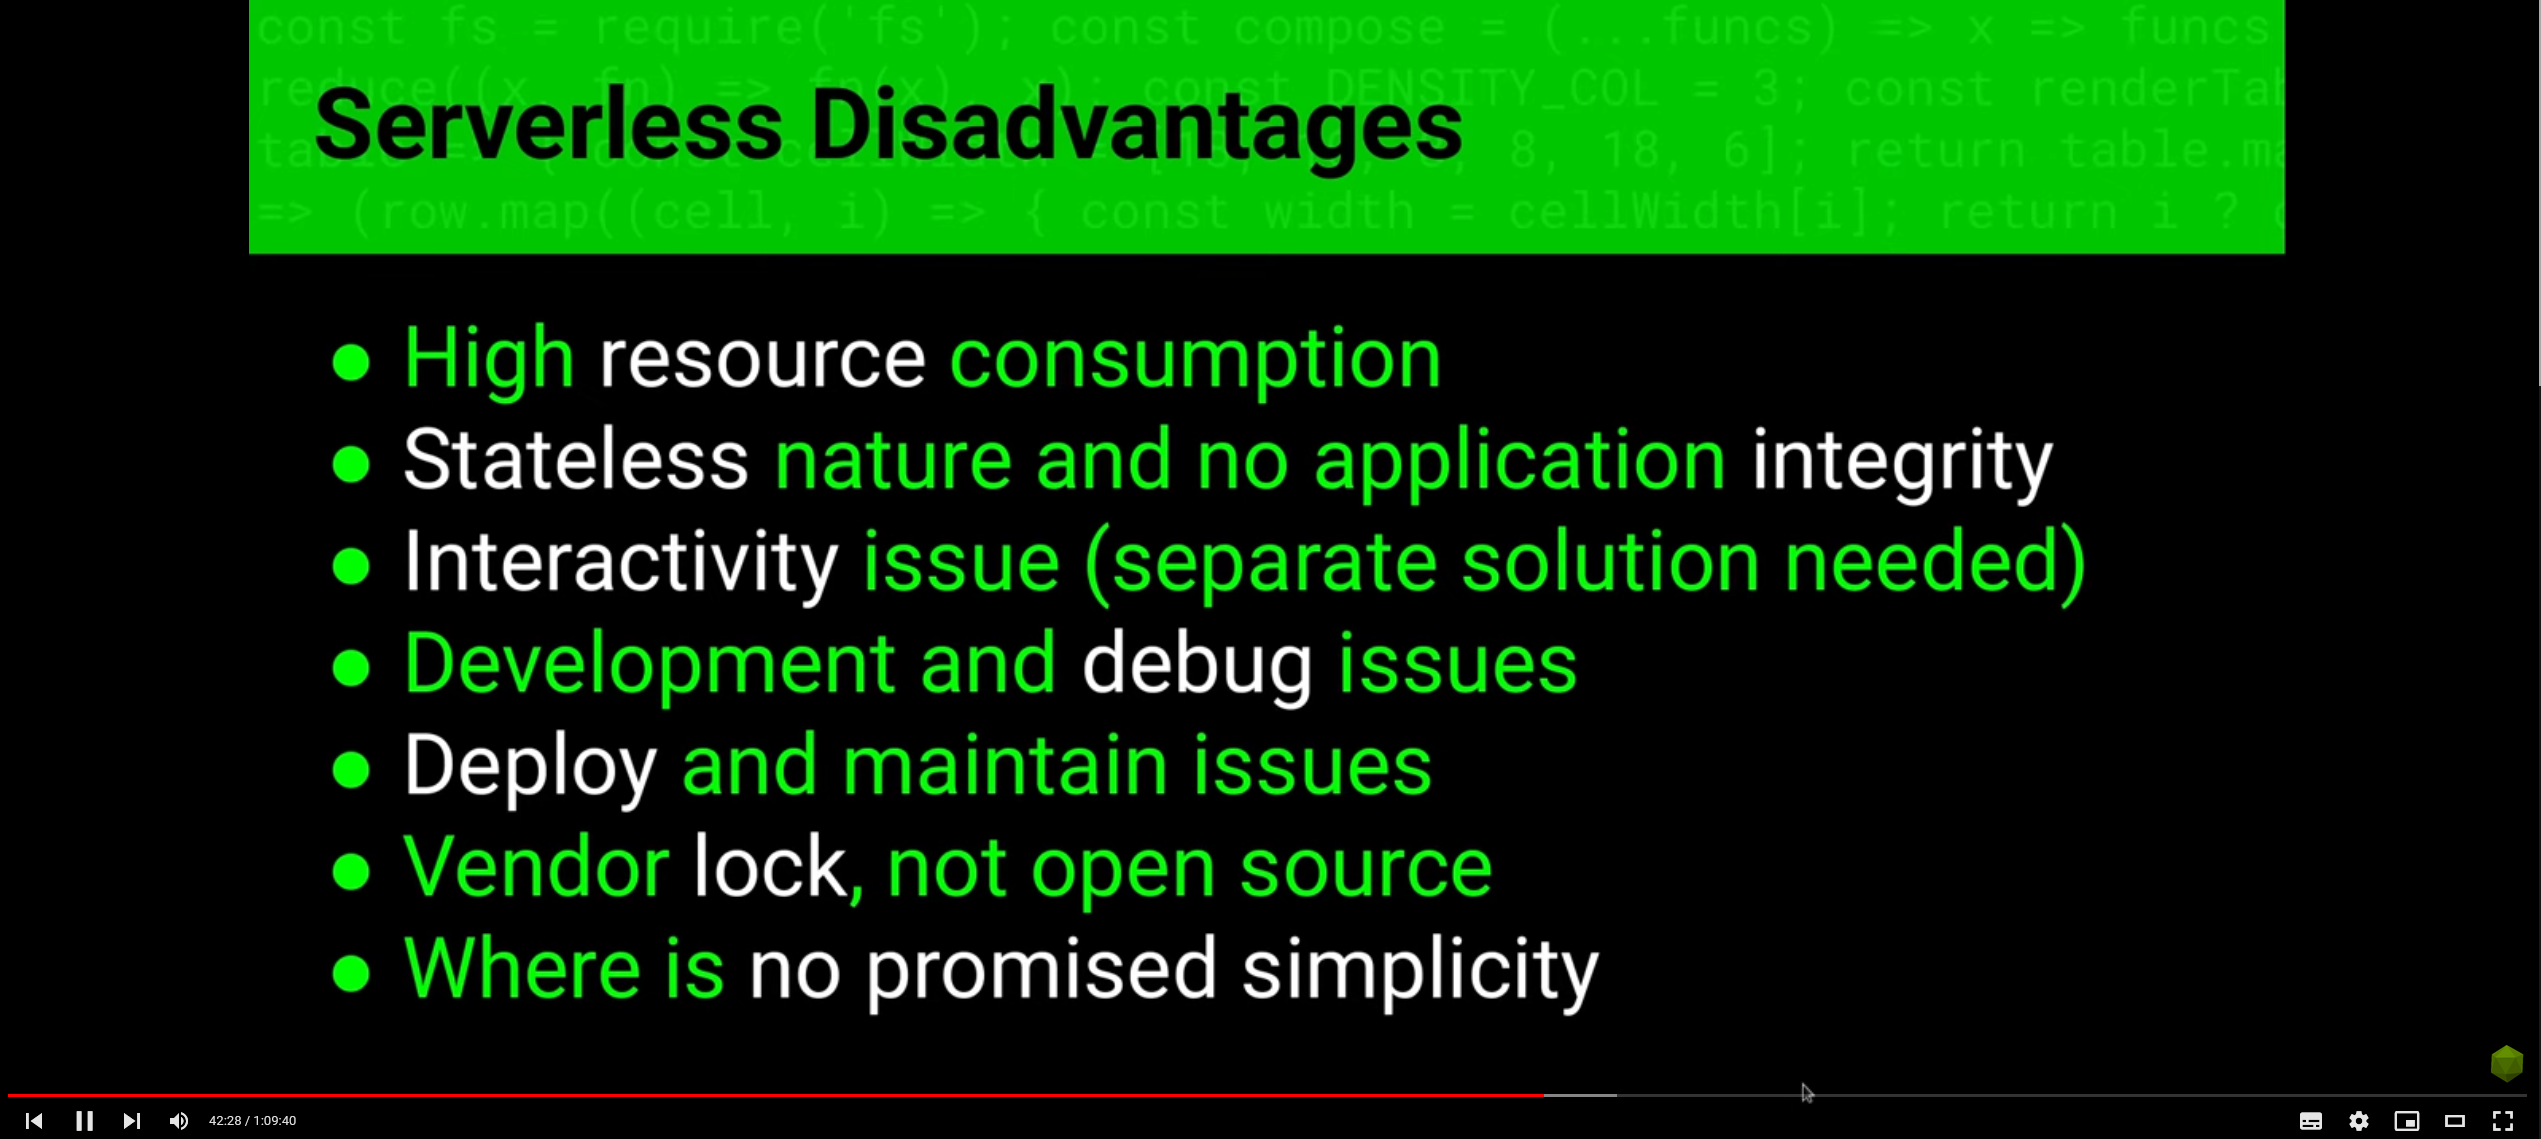 const fs = require('fs'); const compose = (...funcs) => x => funcs
reduce((x, fn) => fn(x), x); const DENSITY_COL = 3; const renderTab
Serverless Disadvantages
8, 18, 6]; return table.ma
=> (row.map((cell, i) => { const width = cellWidth[i]; return i ? c
● High resource consumption
● Stateless nature and no application integrity
● Interactivity issue (separate solution needed)
● Development and debug issues
● Deploy and maintain issues
● Vendor lock, not open source
● Where is no promised simplicity
42:28 / 1:09:40